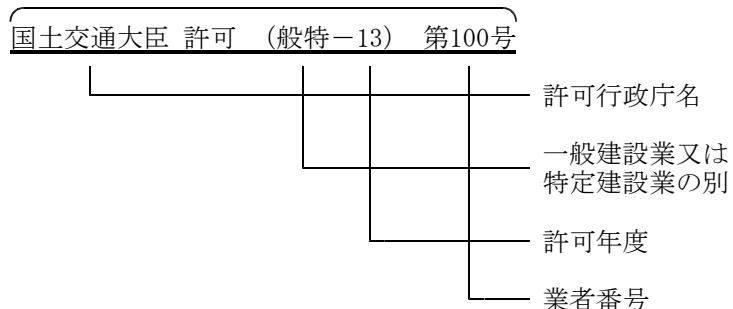 国土交通大臣 許可 （般特－13） 第100号
許可行政庁名
一般建設業又は
特定建設業の別
許可年度
業者番号